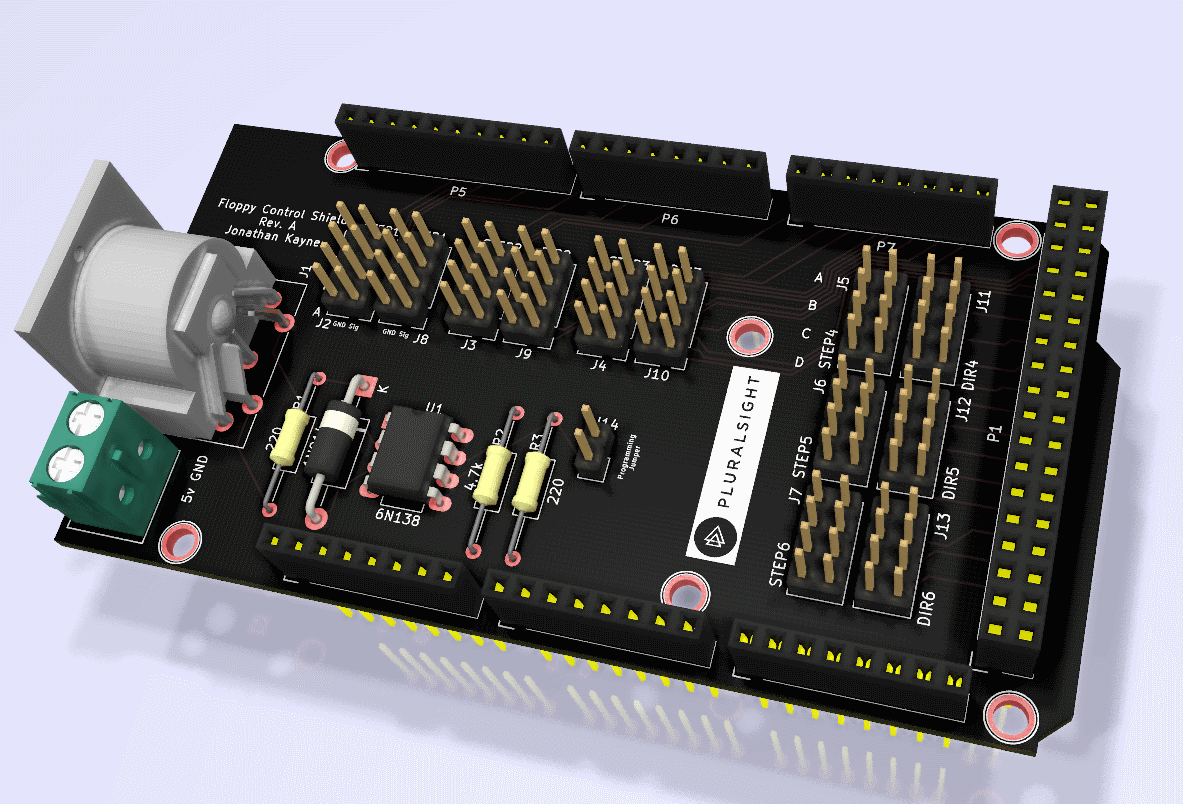 Floppy Control Shield
Rev. A
Jonathan Kayne
P5
P6
P7
J1
A
J2
GND Sig
GND Sig
J8
J3
J9
J4
J10
A
B
C
D
J5
J11
STEP4
DIR4
J6
J12
STEP5
DIR5
J7
J13
STEP6
DIR6
P1
PLURALSIGHT
K
U1
220
6N138
4.7k
R3
220
J14
Programming
Jumper
5v GND